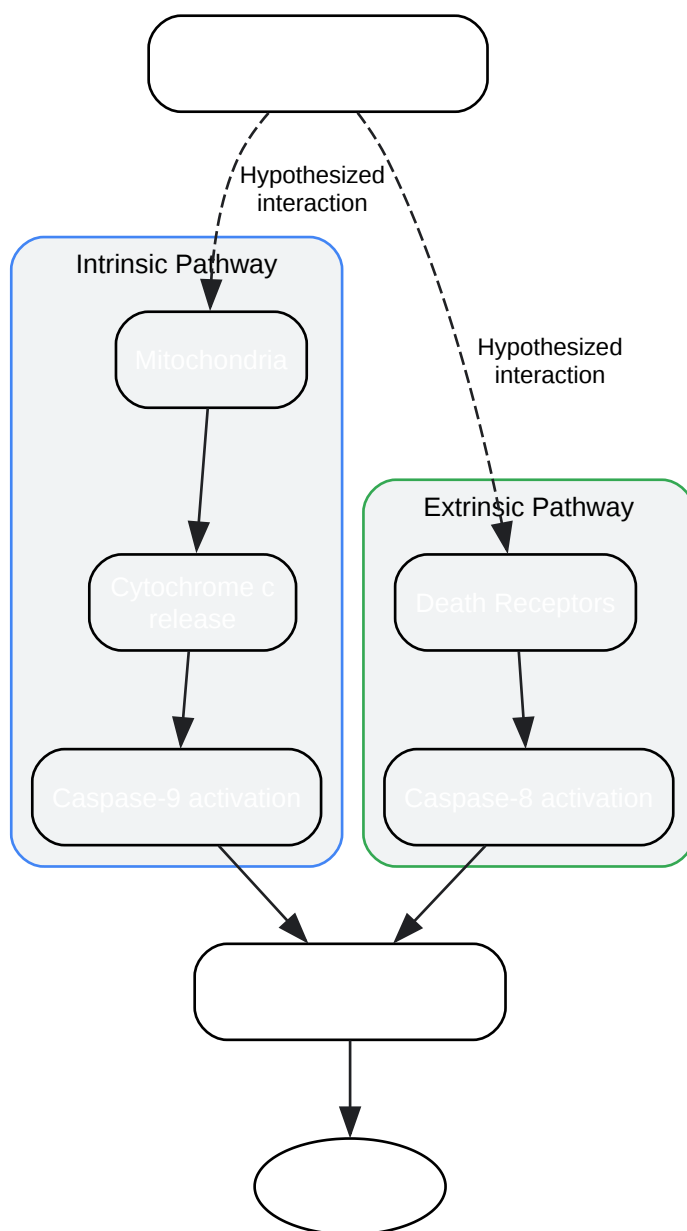 Hypothesized
interaction
Intrinsic Pathway
Mitochondria
Hypothesized
interaction
Extrinsic Pathway
Cytochrome c
release
Death Receptors
Caspase-9 activation
Caspase-8 activation